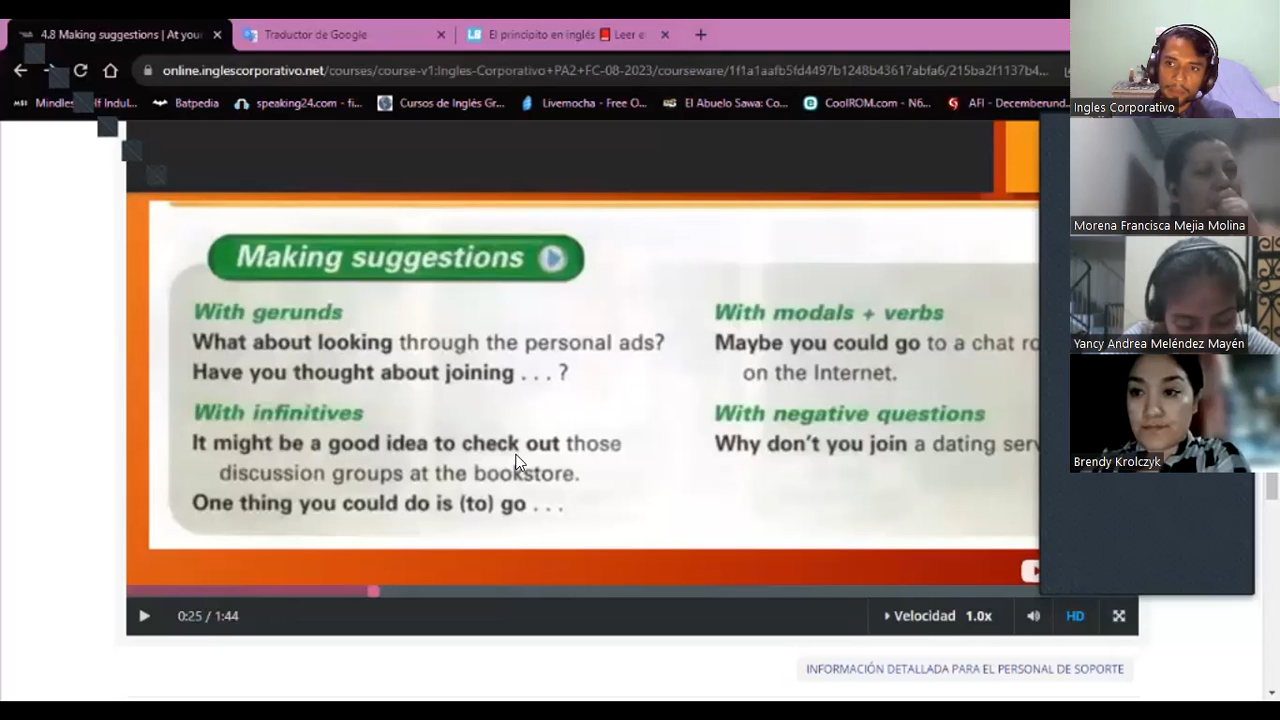 4.8 Making suggestions | At you
Traductor de Google
El principito en inglés Leer e
online.inglescorporativo.net/courses/course-v1:Ingles-Corporativo+PA2+FC-08-2023/courseware/1f1a1aafb5fd4497b1248b43617abfa6/215ba2f1137b4...
Batpedia
speaking24.com - fi...
Cursos de Inglés Gr...
Livemocha - Free O...
El Abuelo Sawa: Co...
CoolROM.com - N6...
AFI - Decemberund
Ingles Corporativo
Morena Francisca Mejia Molina
Yancy Andrea Meléndez Mayén
Brendy Krolczyk
Making suggestions
With gerunds
What about looking through the personal ads?
Have you thought about joining . . . ?
With infinitives
It might be a good idea to check out those
discussion groups at the bookstore.
One thing you could do is (to) go . . .
With modals + verbs
Maybe you could go to a chat ro
on the Internet.
With negative questions
Why don't you join a dating ser
0:25 / 1:44
Velocidad 1.0x
HD
INFORMACIÓN DETALLADA PARA EL PERSONAL DE SOPORTE